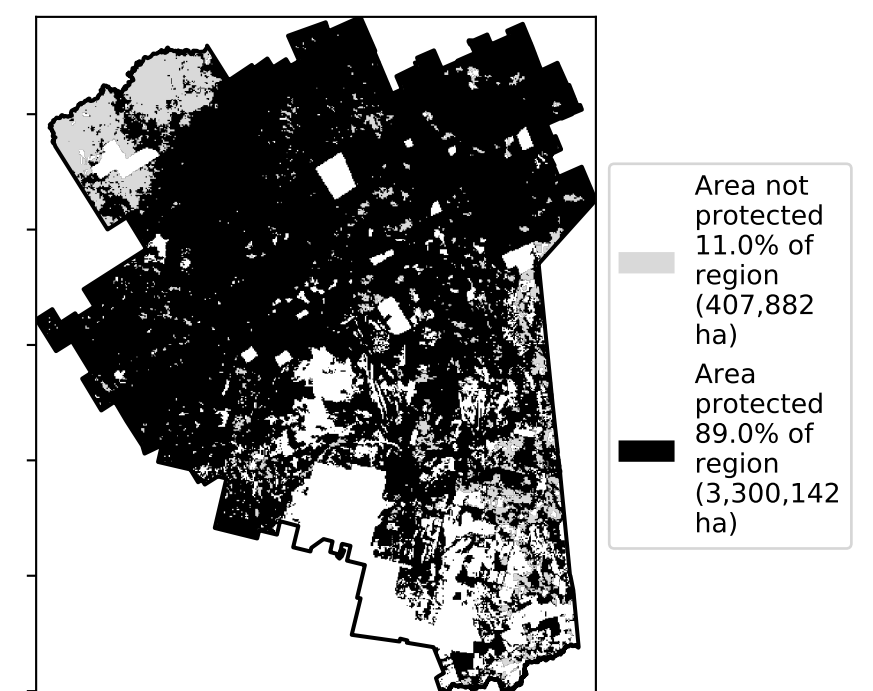 Area not
protected
11.0% of
region
(407,882
ha)
Area
protected
89.0% of
region
(3,300,142
ha)